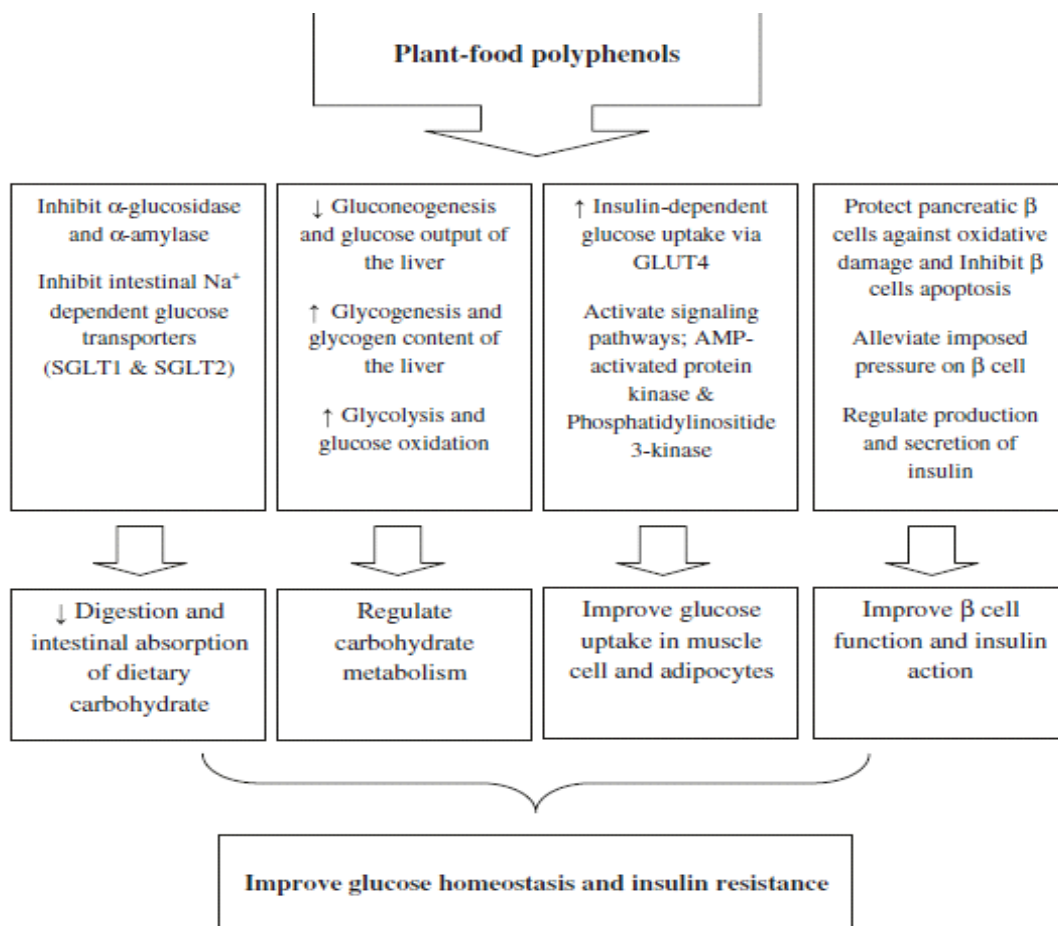 Plant-food polyphenols
Inhibit α-glucosidase
and α-amylase
Inhibit intestinal Na⁺
dependent glucose
transporters
(SGLT1 & SGLT2)
↓ Gluconeogenesis
and glucose output of
the liver
↑ Glycogenesis and
glycogen content of
the liver
↑ Glycolysis and
glucose oxidation
↑ Insulin-dependent
glucose uptake via
GLUT4
Activate signaling
pathways; AMP-
activated protein
kinase &
Phosphatidylinositide
3-kinase
Protect pancreatic β
cells against oxidative
damage and Inhibit β
cells apoptosis
Alleviate imposed
pressure on β cell
Regulate production
and secretion of
insulin
↓ Digestion and
intestinal absorption
of dietary
carbohydrate
Regulate
carbohydrate
metabolism
Improve glucose
uptake in muscle
cell and adipocytes
Improve β cell
function and insulin
action
Improve glucose homeostasis and insulin resistance